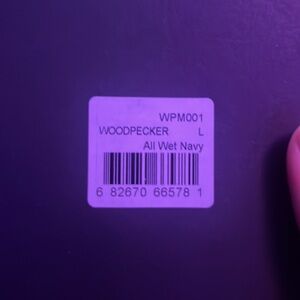 WPM001
WOODPECKER L
All Wet Navy
6 82670 66578 1